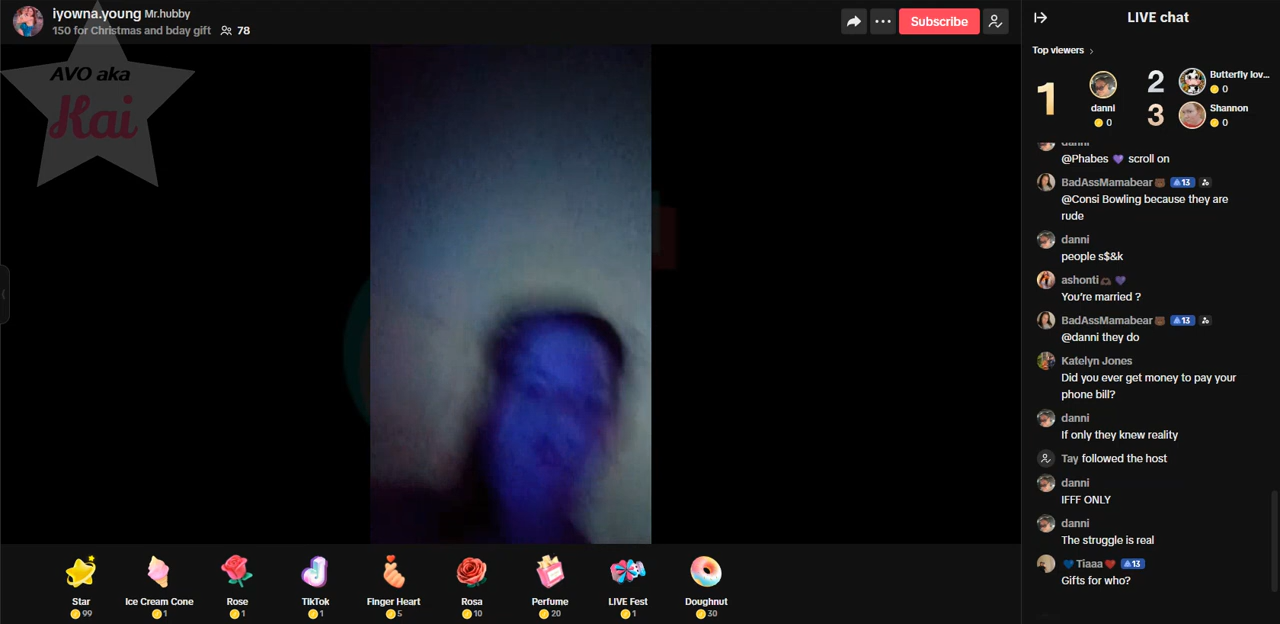 iyowna.young Mr.hubby
150 for Christmas and bday gift 78
Subscribe
AVO aka
Kai
LIVE chat
Top viewers
1
danni
0
2
Butterfly lov...
0
3
Shannon
0
danni
@Phabes 💜 scroll on
BadAssMamabear🐻 13
@Consi Bowling because they are
rude
danni
people s$&k
ashonti🫶🏾 💜
You're married ?
BadAssMamabear🐻 13
@danni they do
Katelyn Jones
Did you ever get money to pay your
phone bill?
danni
If only they knew reality
Tay followed the host
danni
IFFF ONLY
danni
The struggle is real
💙Tiaaa❤️ 13
Gifts for who?
Star
99
Ice Cream Cone
1
Rose
1
TikTok
1
Finger Heart
5
Rosa
10
Perfume
20
LIVE Fest
1
Doughnut
30